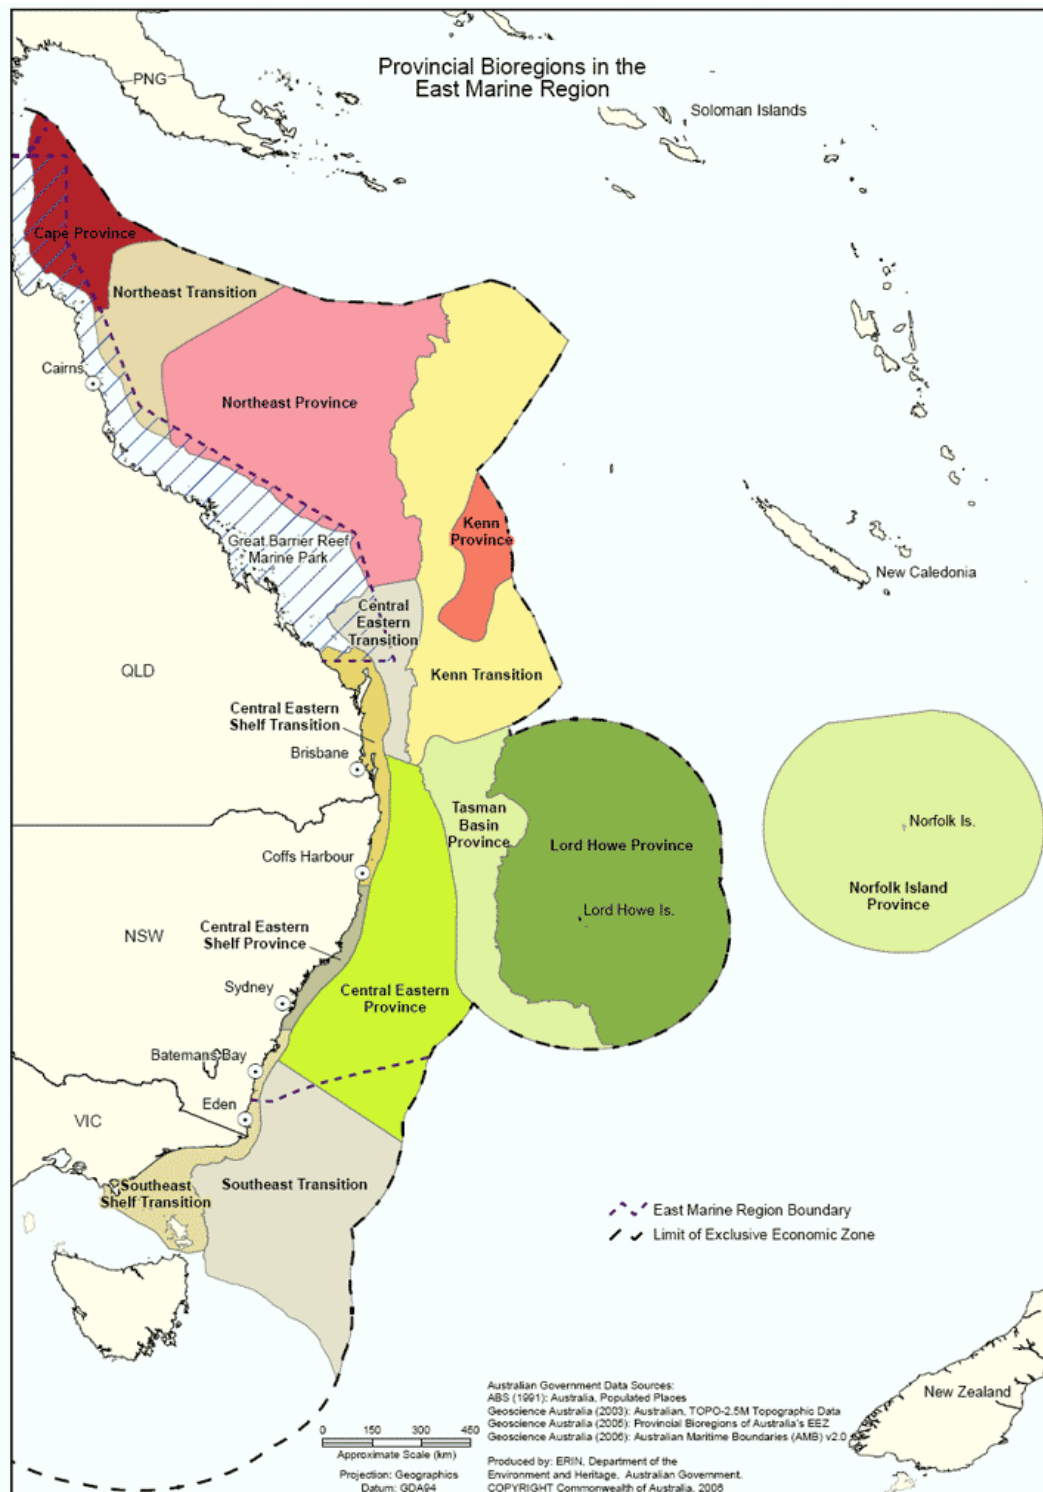 Provincial Bioregions in the
East Marine Region
PNG
Soloman Islands
Cape Province
Northeast Transition
Cairns
Northeast Province
Kenn
Province
Great Barrier Reef
Marine Park
New Caledonia
Central
Eastern
Transition
QLD
Kenn Transition
Central Eastern
Shelf Transition
Brisbane
Tasman
Basin
Province
Norfolk Is.
Lord Howe Province
Coffs Harbour
Norfolk Island
Province
Lord Howe Is.
Central Eastern
Shelf Province
NSW
Sydney
Central Eastern
Province
Batemans Bay
Eden
VIC
Southeast
Shelf Transition
Southeast Transition
East Marine Region Boundary
Limit of Exclusive Economic Zone
New Zealand
0 150 300 450
Approximate Scale (km)
Projection: Geographics
Datum: GDA94
Australian Government Data Sources:
ABS (1991): Australia, Populated Places
Geoscience Australia (2003): Australian, TOPO-2.5M Topographic Data
Geoscience Australia (2005): Provincial Bioregions of Australia's EEZ
Geoscience Australia (2006): Australian Maritime Boundaries (AMB) v2.0
Produced by: ERIN, Department of the
Environment and Heritage, Australian Government.
COPYRIGHT Commonwealth of Australia, 2006